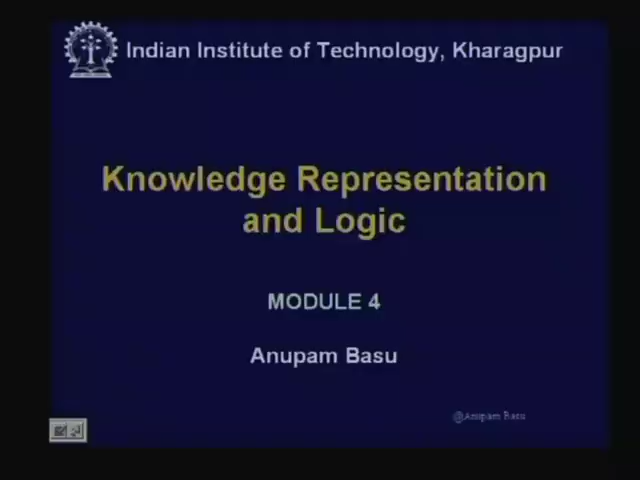 Indian Institute of Technology, Kharagpur
Knowledge Representation
and Logic
MODULE 4
Anupam Basu
@Anupam Basu